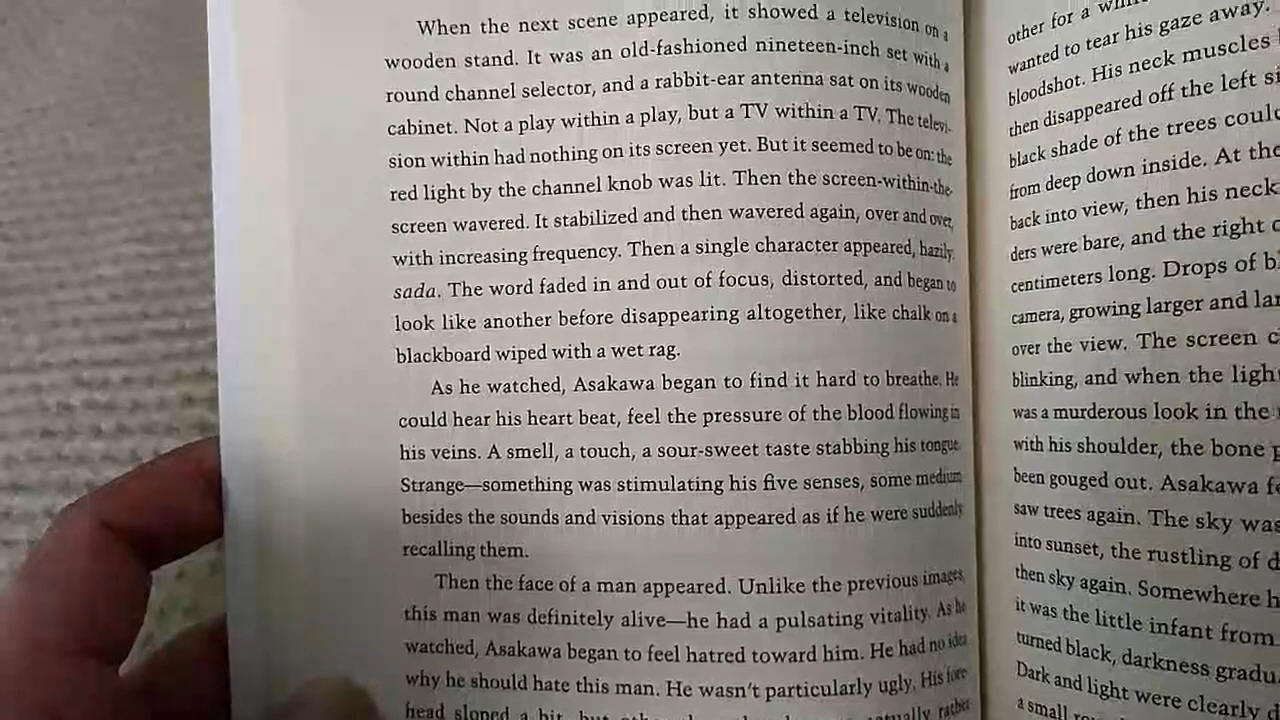 When the next scene appeared, it showed a television on a
wooden stand. It was an old-fashioned nineteen-inch set with a
round channel selector, and a rabbit-ear antenna sat on its wooden
cabinet. Not a play within a play, but a TV within a TV. The televi-
sion within had nothing on its screen yet. But it seemed to be on: the
red light by the channel knob was lit. Then the screen-within-the-
screen wavered. It stabilized and then wavered again, over and over,
with increasing frequency. Then a single character appeared, hazily:
sada. The word faded in and out of focus, distorted, and began to
look like another before disappearing altogether, like chalk on a
blackboard wiped with a wet rag.
As he watched, Asakawa began to find it hard to breathe. He
could hear his heart beat, feel the pressure of the blood flowing in
his veins. A smell, a touch, a sour-sweet taste stabbing his tongue.
Strange—something was stimulating his five senses, some medium
besides the sounds and visions that appeared as if he were suddenly
recalling them.
Then the face of a man appeared. Unlike the previous images,
this man was definitely alive—he had a pulsating vitality. As he
watched, Asakawa began to feel hatred toward him. He had no idea
why he should hate this man. He wasn't particularly ugly. His fore-
head sloped a bit, but rather
other for a
wanted to tear his gaze away.
bloodshot. His neck muscles
then disappeared off the left
black shade of the trees
from deep down inside. At
back into view, then his neck
ders were bare, and the right
centimeters long. Drops of
camera, growing larger and
over the view. The screen
blinking, and when the
was a murderous look in the
with his shoulder, the bone
been gouged out. Asakawa
saw trees again. The sky was
into sunset, the rustling of
then sky again. Somewhere
it was the little infant from
turned black, darkness
Dark and light were clearly
a small